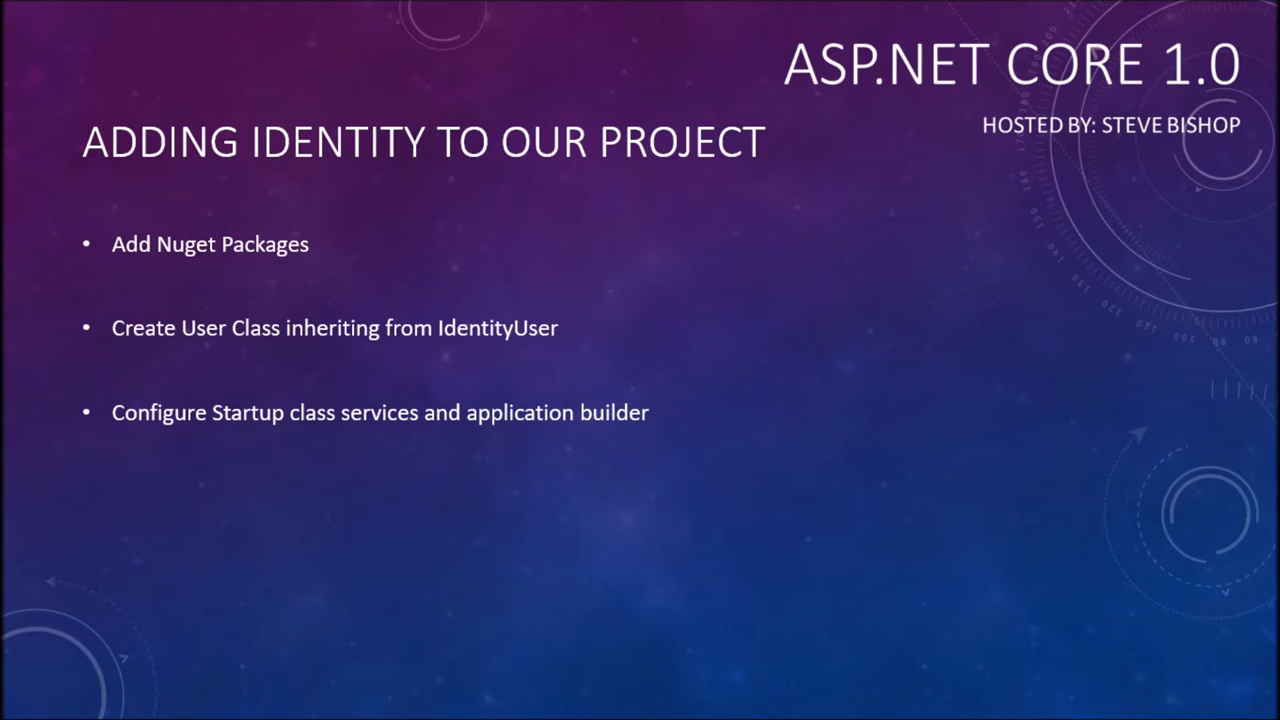 ASP.NET CORE 1.0
HOSTED BY: STEVE BISHOP
ADDING IDENTITY TO OUR PROJECT
• Add Nuget Packages
• Create User Class inheriting from IdentityUser
• Configure Startup class services and application builder